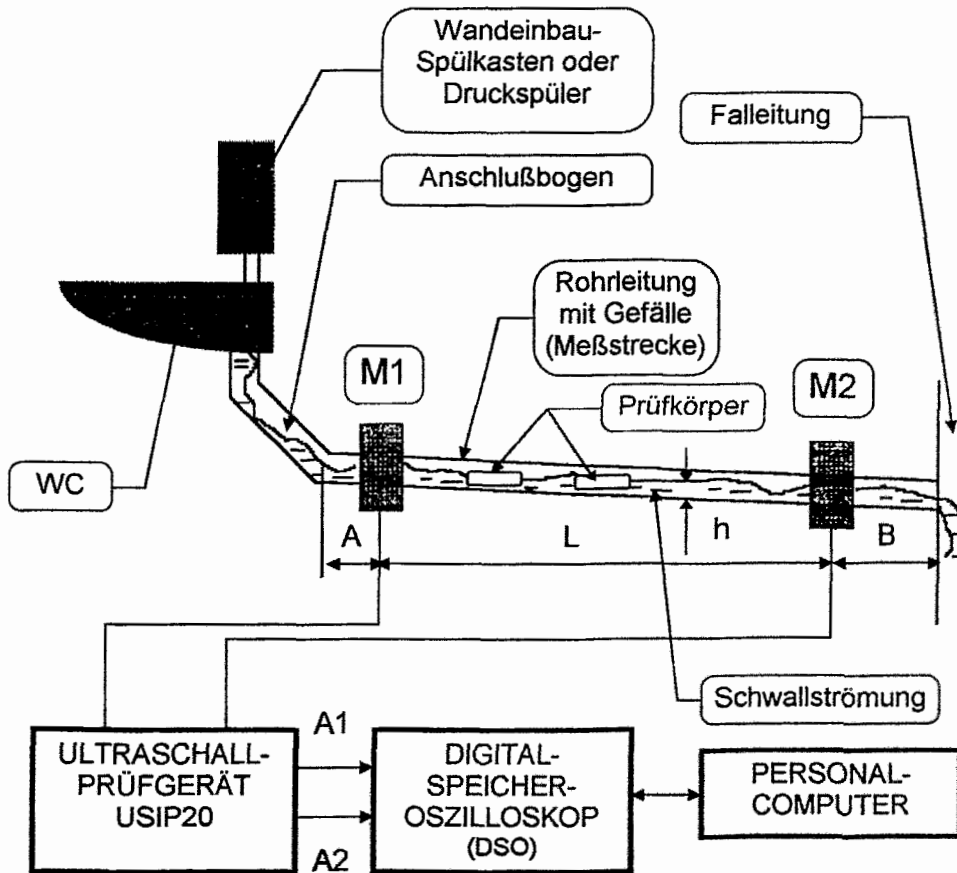 Wandeinbau-
Spülkasten oder
Druckspüler
Falleitung
Anschlußbogen
Rohrleitung
mit Gefälle
(Meßstrecke)
M1
M2
Prüfkörper
WC
A
L
h
B
Schwallströmung
A1
ULTRASCHALL-
PRÜFGERÄT
USIP20
DIGITAL-
SPEICHER-
OSZILLOSKOP
(DSO)
PERSONAL-
COMPUTER
A2